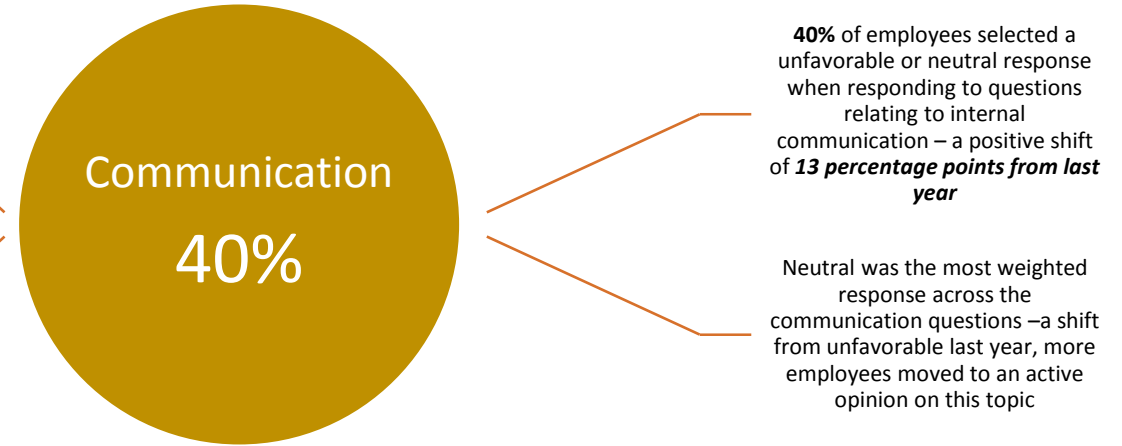 Communication
40%
40% of employees selected a
unfavorable or neutral response
when responding to questions
relating to internal
communication – a positive shift
of 13 percentage points from last
year
Neutral was the most weighted
response across the
communication questions –a shift
from unfavorable last year, more
employees moved to an active
opinion on this topic